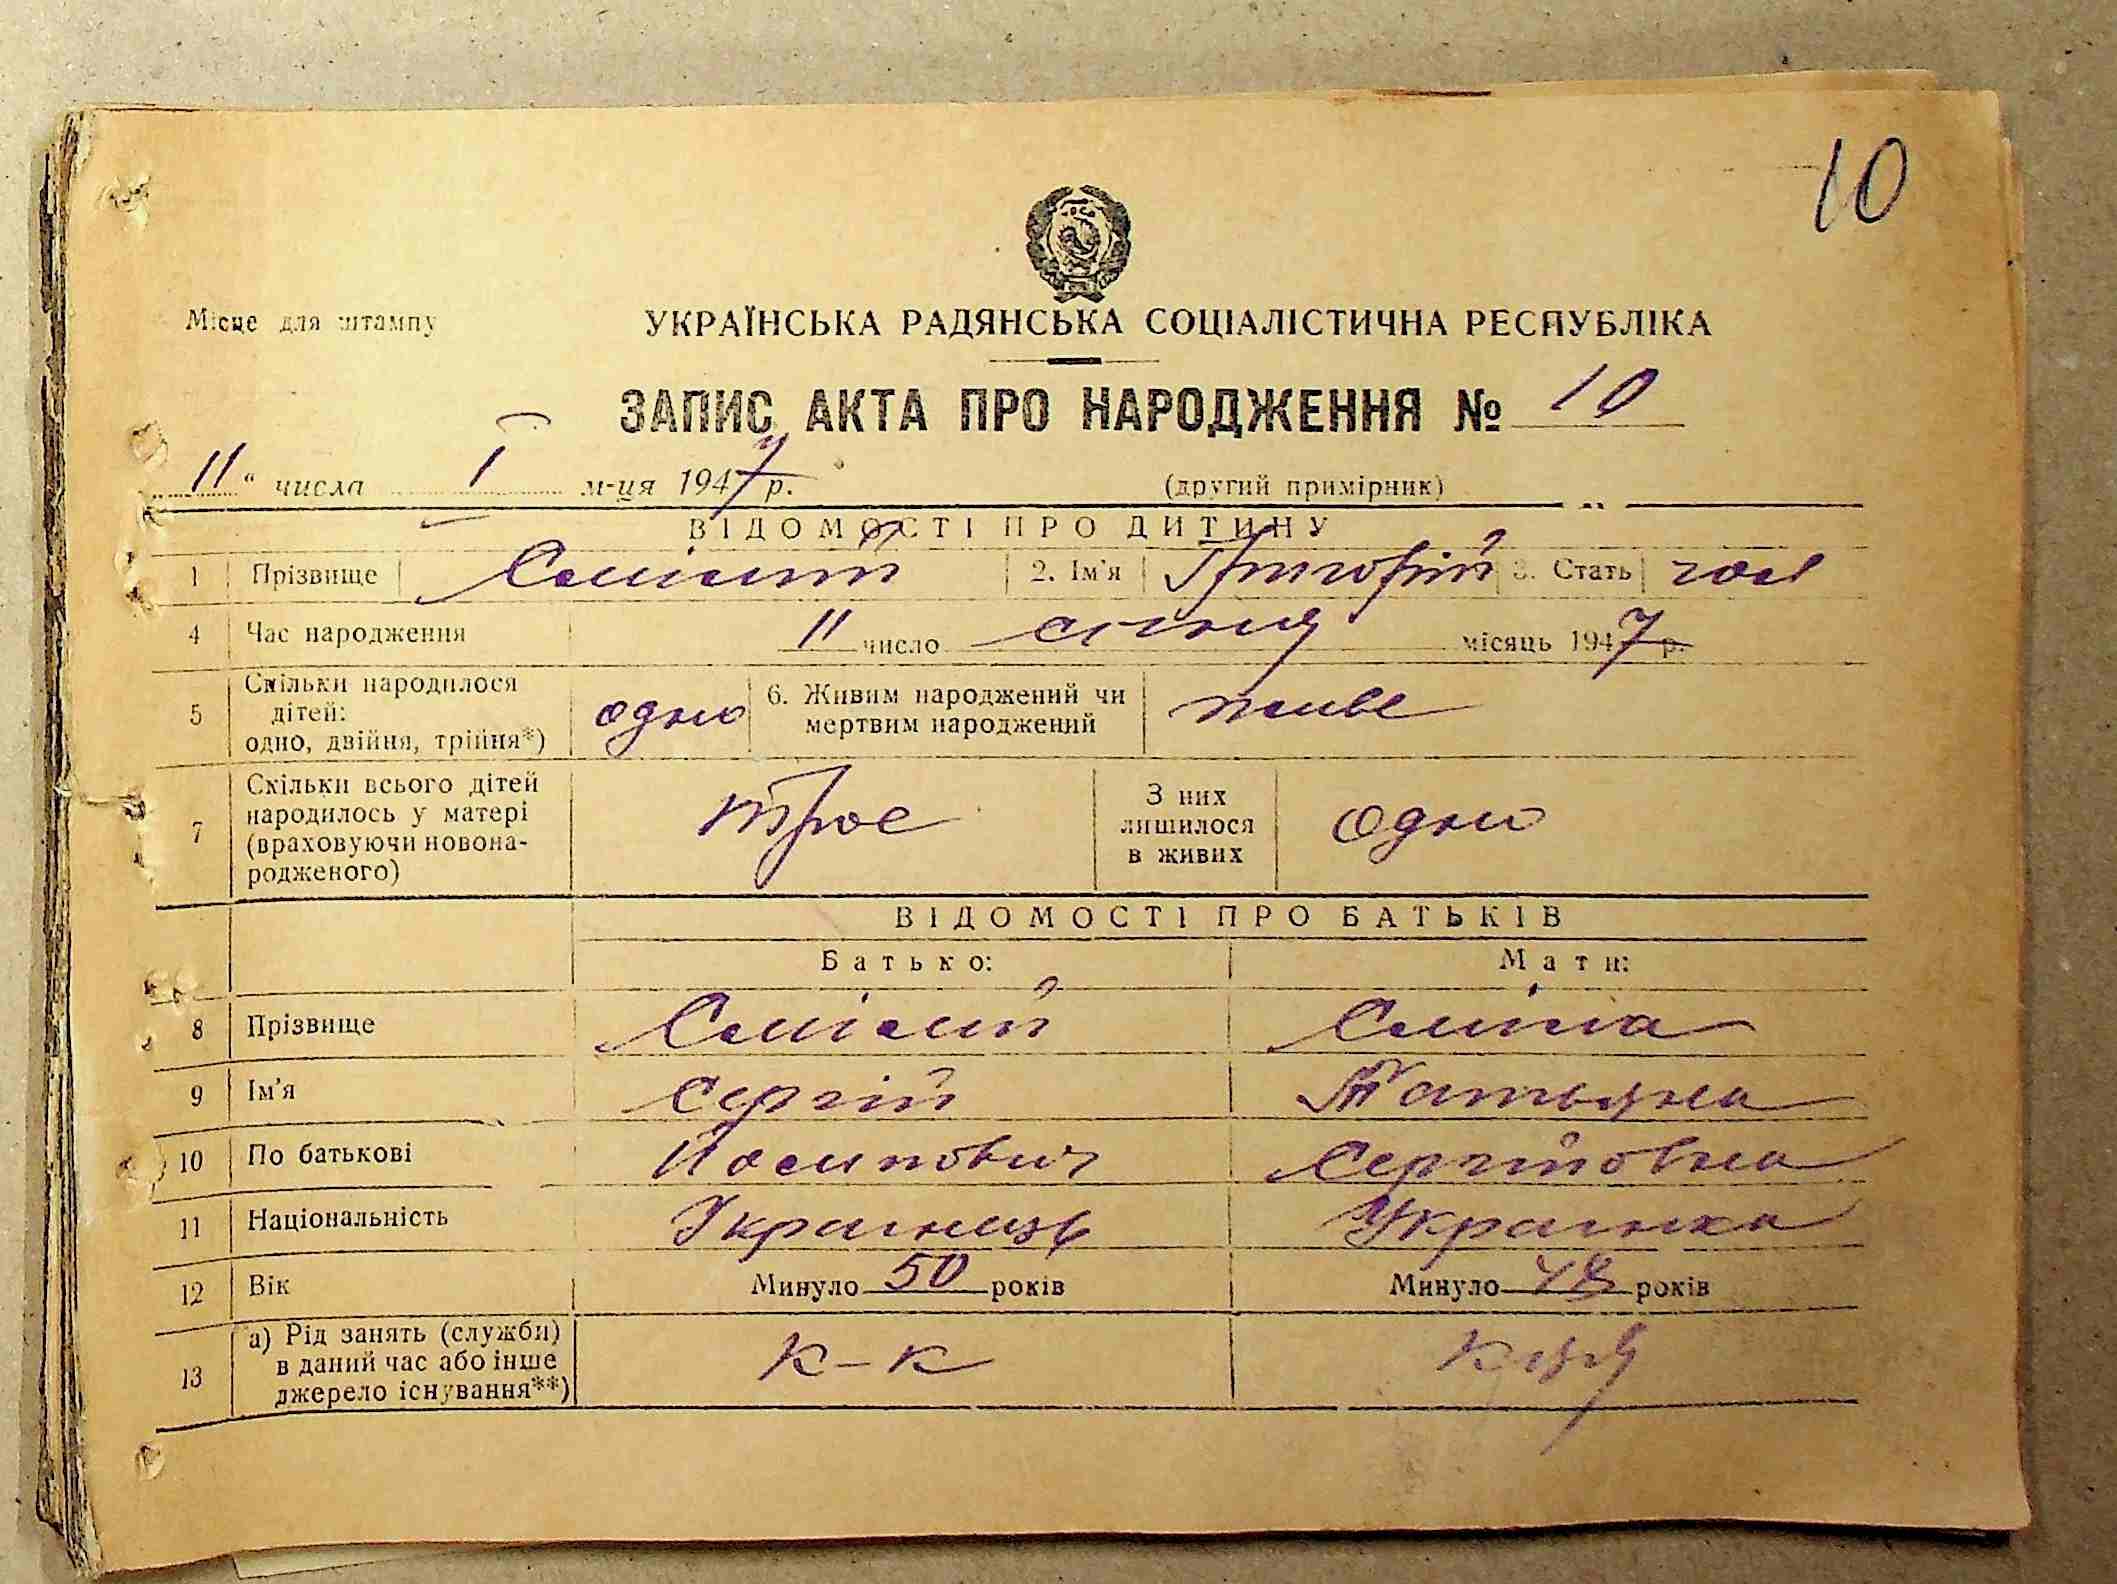 10
Місце для штампу
УКРАЇНСЬКА РАДЯНСЬКА СОЦІАЛІСТИЧНА РЕСПУБЛІКА
ЗАПИС АКТА ПРО НАРОДЖЕННЯ № 10
11" числа I м-ця 1947 р. (другий примірник)
ВІДОМОСТІ ПРО ДИТИНУ
1 Прізвище 2. Ім'я Григорій 3. Стать чол
4 Час народження 11 число січня місяць 1947 р.
5 Скільки народилося дітей: одно, двійня, трійня*) одно 6. Живим народжений чи мертвим народжений живе
7 Скільки всього дітей народилось у матері (враховуючи новонародженого) трое З них лишилося в живих одно
ВІДОМОСТІ ПРО БАТЬКІВ
Батько: Мати:
8 Прізвище
9 Ім'я Сергій Татьяна
10 По батькові Йосипович Сергіївна
11 Національність Українець Українка
12 Вік Минуло 50 років Минуло 48 років
13 а) Рід занять (служби) в даний час або інше джерело існування**) к-к